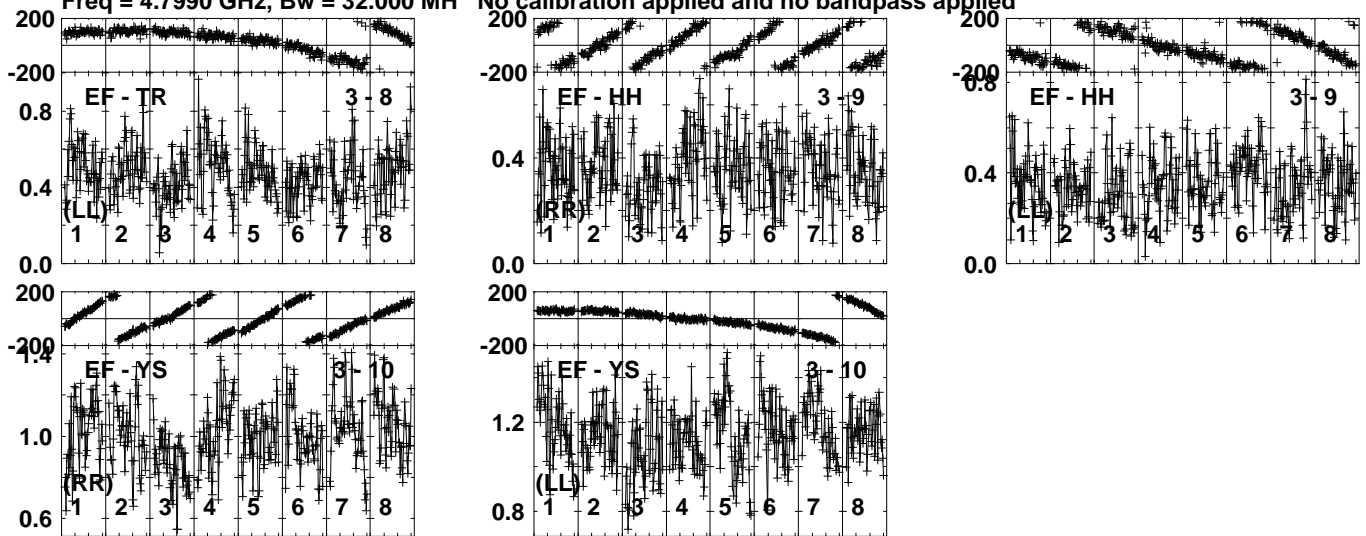 Freq = 4.7990 GHz, Bw = 32.000 MH No calibration applied and no bandpass applied
200
-200
0.8
0.4
0.0
EF - TR 3 - 8
(LL)
1 2 3 4 5 6 7 8
200
-200
0.4
0.0
EF - HH 3 - 9
(RR)
1 2 3 4 5 6 7 8
200
-200
0.8
0.4
0.0
EF - HH 3 - 9
(LL)
1 2 3 4 5 6 7 8
200
-200
1.4
1.0
0.6
EF - YS 3 - 10
(RR)
1 2 3 4 5 6 7 8
200
-200
1.2
0.8
EF - YS 3 - 10
(LL)
1 2 3 4 5 6 7 8